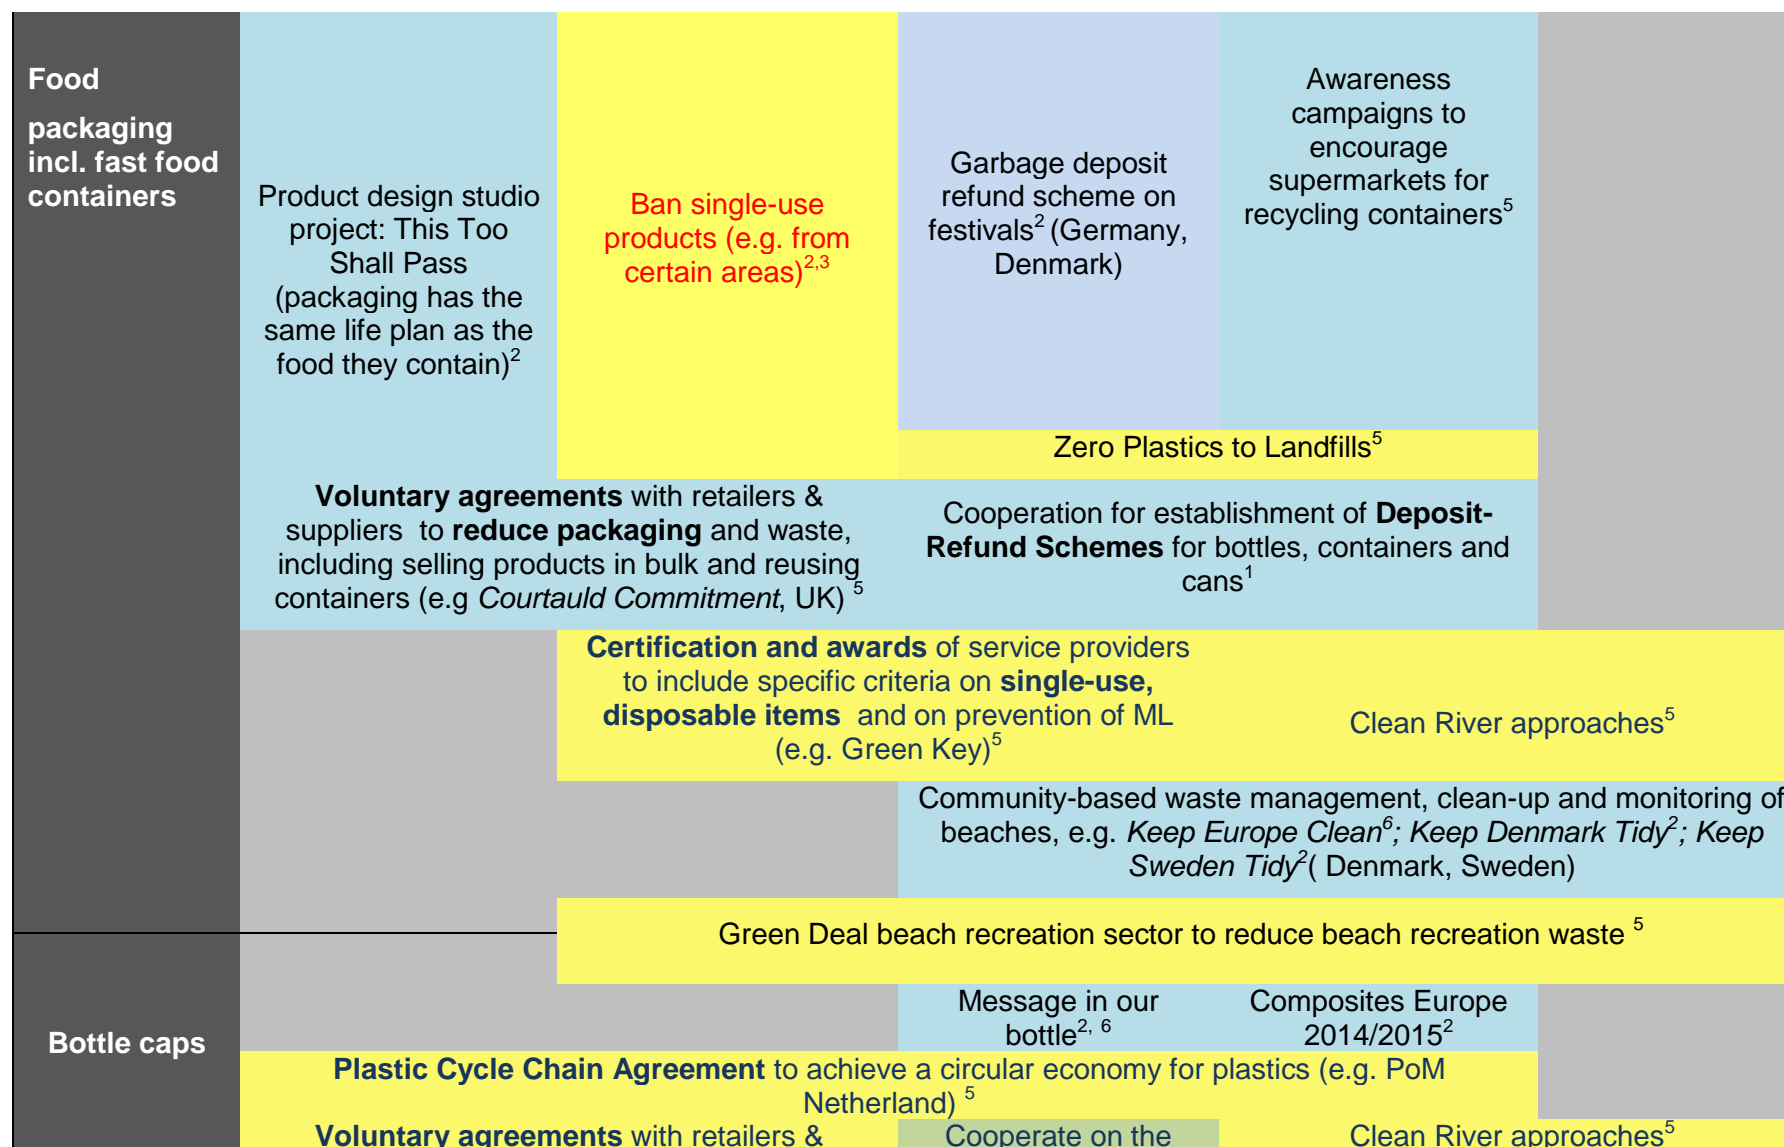 Food
packaging
incl. fast food
containers
Product design studio
project: This Too
Shall Pass
(packaging has the
same life plan as the
food they contain)2
Ban single-use
products (e.g. from
certain areas)2,3
Garbage deposit
refund scheme on
festivals2 (Germany,
Denmark)
Awareness
campaigns to
encourage
supermarkets for
recycling containers5
Zero Plastics to Landfills5
Voluntary agreements with retailers &
suppliers to reduce packaging and waste,
including selling products in bulk and reusing
containers (e.g Courtauld Commitment, UK) 5
Cooperation for establishment of Deposit-
Refund Schemes for bottles, containers and
cans1
Certification and awards of service providers
to include specific criteria on single-use,
disposable items and on prevention of ML
(e.g. Green Key)5
Clean River approaches5
Community-based waste management, clean-up and monitoring of
beaches, e.g. Keep Europe Clean6; Keep Denmark Tidy2; Keep
Sweden Tidy2( Denmark, Sweden)
Green Deal beach recreation sector to reduce beach recreation waste 5
Bottle caps
Message in our
bottle2, 6
Composites Europe
2014/20152
Plastic Cycle Chain Agreement to achieve a circular economy for plastics (e.g. PoM
Netherland) 5
Voluntary agreements with retailers &
Cooperate on the
Clean River approaches5